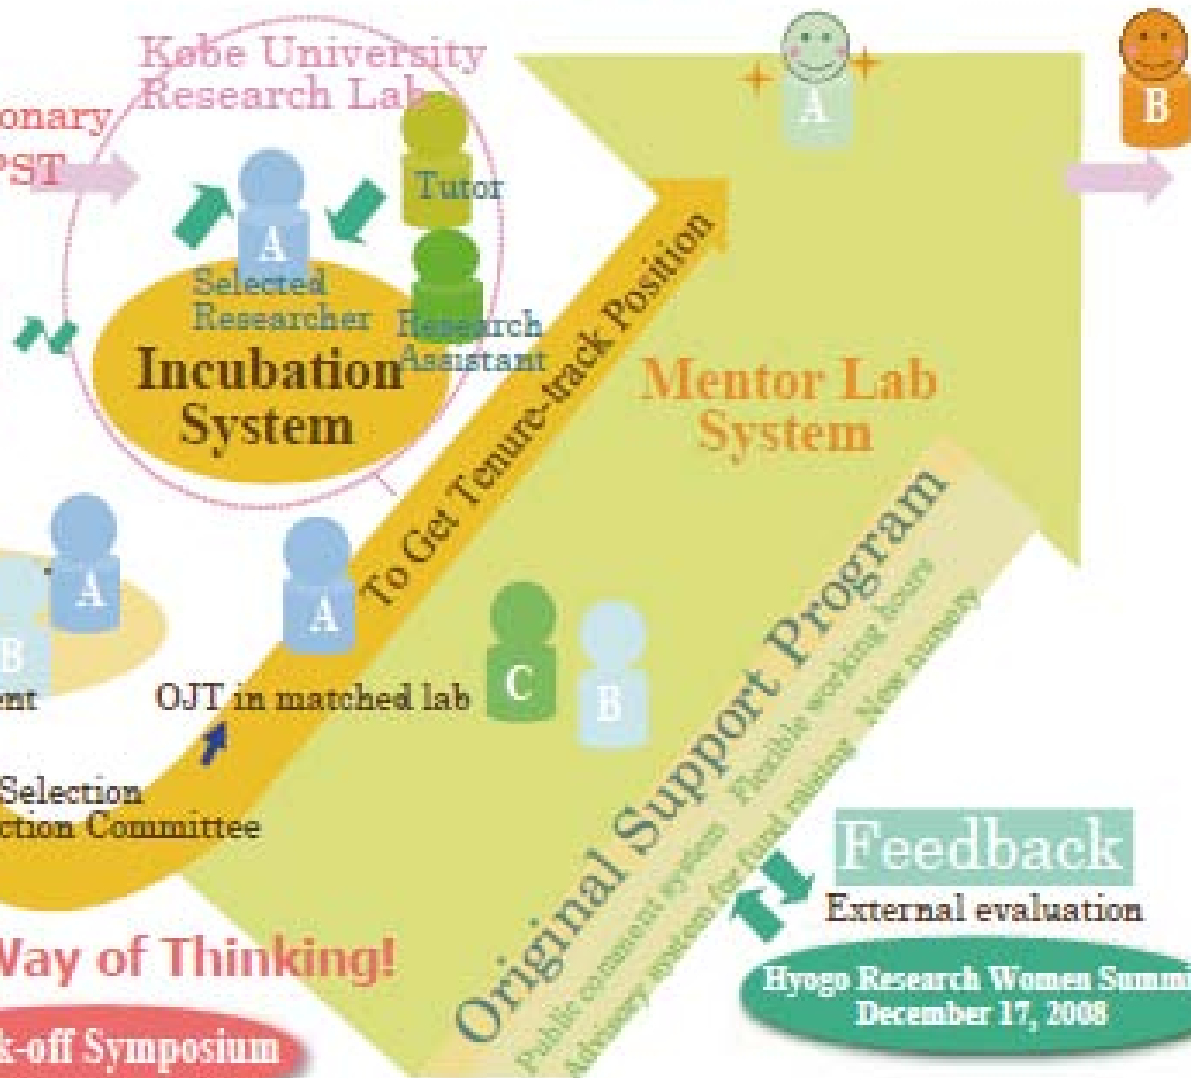 Kobe University
Research Lab
onary
PST
A
B
Tutor
A
Selected
Researcher
Research
Assistant
Incubation
System
To Get Tenure-track Position
Mentor Lab
System
A
B
ent
A
OJT in matched lab
C
B
Selection
ction Committee
Original Support Program
Flexible working hours
New nursery
Public comment system
Advisory system for fund raising
Feedback
External evaluation
Hyogo Research Women Summi
December 17, 2008
Way of Thinking!
k-off Symposium